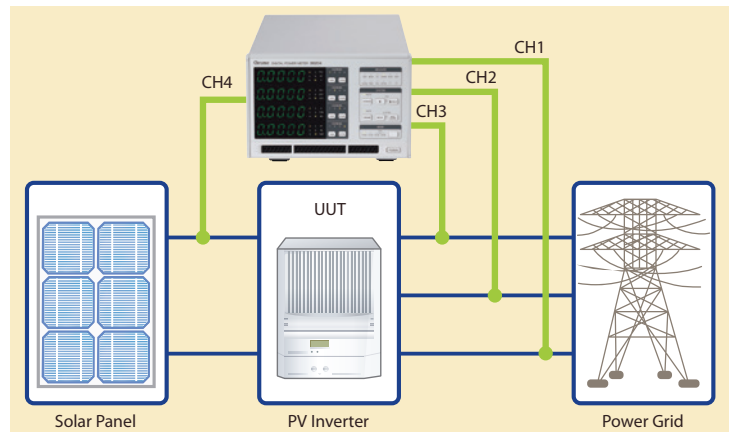 CH1
CH4
CH2
CH3
UUT
Solar Panel
PV Inverter
Power Grid